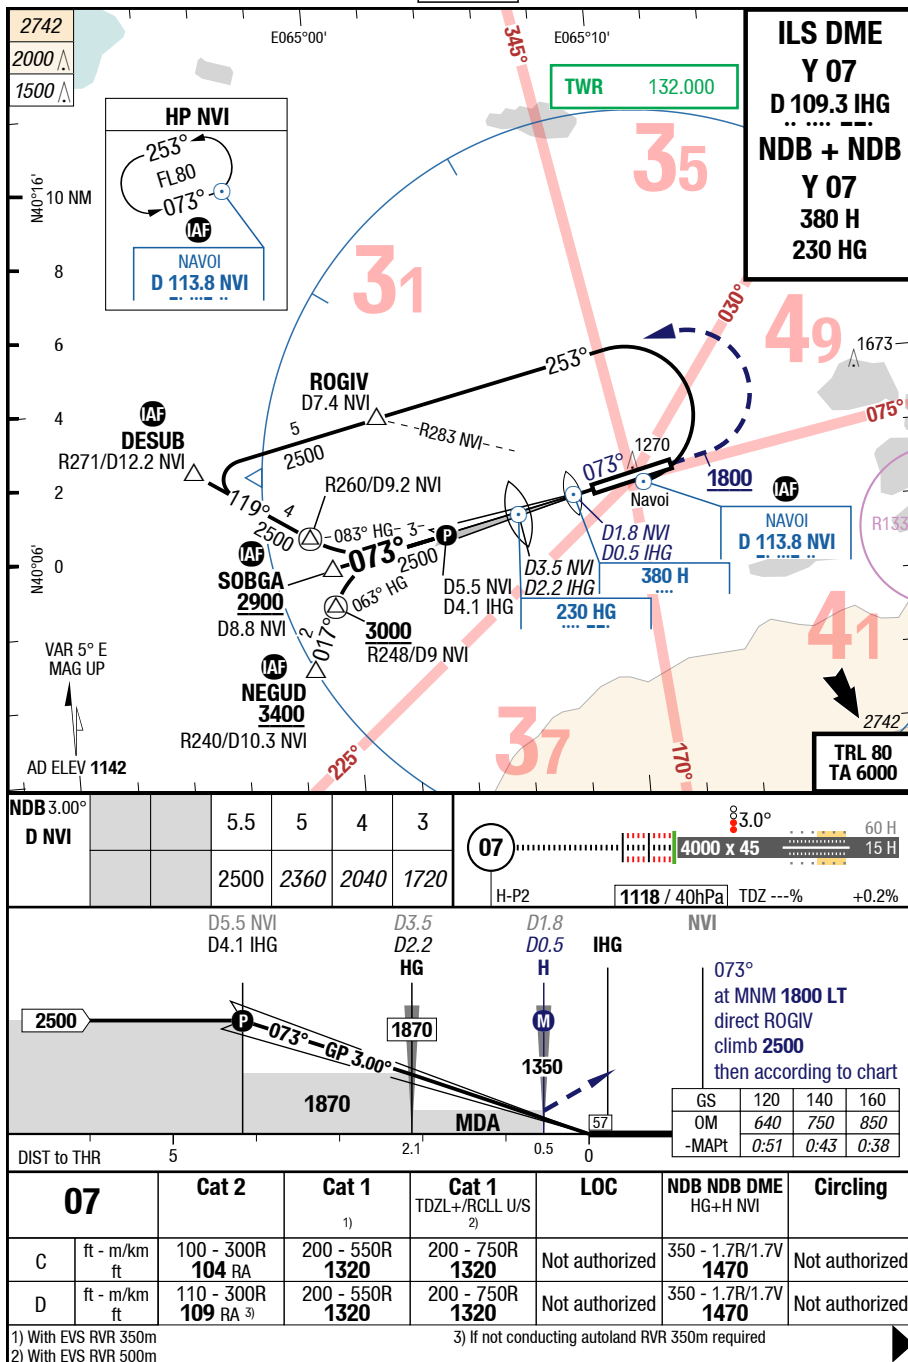 2742
2000
1500
E065°00'
E065°10'
345°
TWR 132.000
ILS DME
Y 07
D 109.3 IHG
NDB + NDB
Y 07
380 H
230 HG
HP NVI
253°
FL80
073°
IAF
NAVOI
D 113.8 NVI
N40°16'
10 NM
8
6
4
2
0
N40°06'
35
31
49
41
37
030°
1673
075°
253°
ROGIV
D7.4 NVI
R283 NVI
5
2500
IAF
DESUB
R271/D12.2 NVI
119°
4
2500
R260/D9.2 NVI
083° HG
3
073°
2500
063° HG
IAF
SOBGA
2900
D8.8 NVI
3000
R248/D9 NVI
2
017°
IAF
NEGUD
3400
R240/D10.3 NVI
P
D5.5 NVI
D4.1 IHG
D3.5 NVI
D2.2 IHG
230 HG
D1.8 NVI
D0.5 IHG
380 H
073°
1270
Navoi
1800
IAF
NAVOI
D 113.8 NVI
R133
225°
170°
2742
VAR 5° E
MAG UP
AD ELEV 1142
TRL 80
TA 6000
NDB 3.00°
D NVI
5.5 5 4 3
2500 2360 2040 1720
07
H-P2
3.0°
4000 x 45
60 H
15 H
1118 / 40hPa
TDZ ---%
+0.2%
D5.5 NVI
D4.1 IHG
D3.5
D2.2
HG
D1.8
D0.5
H
IHG
NVI
2500
P
073°
GP 3.00°
1870
1870
M
1350
MDA
57
073°
at MNM 1800 LT
direct ROGIV
climb 2500
then according to chart
GS 120 140 160
OM 640 750 850
-MAPt 0:51 0:43 0:38
DIST to THR 5 2.1 0.5 0
07
Cat 2
Cat 1
1)
Cat 1
TDZL+/RCLL U/S
2)
LOC
NDB NDB DME
HG+H NVI
Circling
C ft - m/km 100 - 300R 200 - 550R 200 - 750R Not authorized 350 - 1.7R/1.7V Not authorized
ft 104 RA 1320 1320 1470
D ft - m/km 110 - 300R 200 - 550R 200 - 750R Not authorized 350 - 1.7R/1.7V Not authorized
ft 109 RA 3) 1320 1320 1470
1) With EVS RVR 350m
3) If not conducting autoland RVR 350m required
2) With EVS RVR 500m